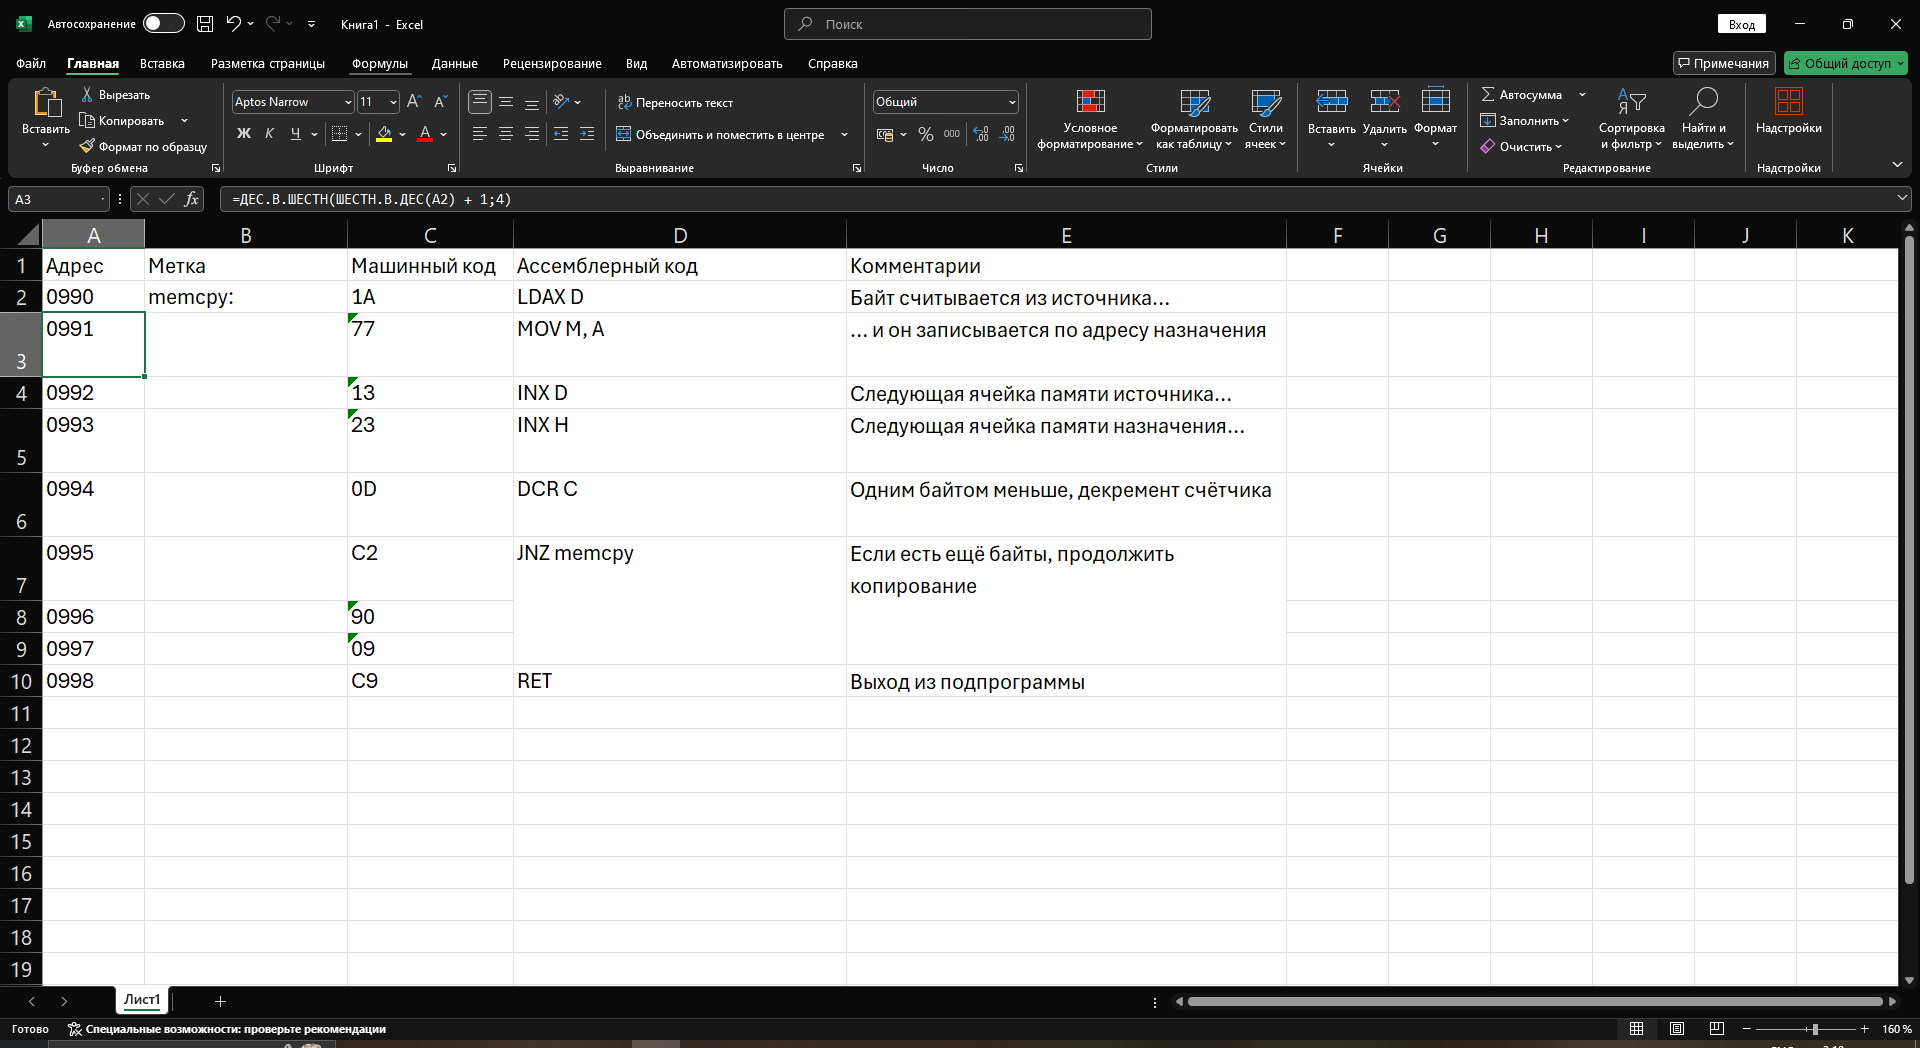 Автосохранение
Книга1 - Excel
Поиск
Вход
Файл Главная Вставка Разметка страницы Формулы Данные Рецензирование Вид Автоматизировать Справка
Примечания Общий доступ
Вставить
Вырезать
Копировать
Формат по образцу
Буфер обмена
Aptos Narrow 11
Ж К Ч
Шрифт
Переносить текст
Объединить и поместить в центре
Выравнивание
Общий
% 000
Число
Условное форматирование
Форматировать как таблицу
Стили ячеек
Стили
Вставить Удалить Формат
Ячейки
Автосумма
Заполнить
Очистить
Сортировка и фильтр
Найти и выделить
Редактирование
Надстройки
Надстройки
A3
fx
=ДЕС.В.ШЕСТН(ШЕСТН.В.ДЕС(A2) + 1;4)
A B C D E F G H I J K
1 Адрес Метка Машинный код Ассемблерный код Комментарии
2 0990 memcpy: 1A LDAX D Байт считывается из источника...
3 0991 77 MOV M, A ... и он записывается по адресу назначения
4 0992 13 INX D Следующая ячейка памяти источника...
5 0993 23 INX H Следующая ячейка памяти назначения...
6 0994 0D DCR C Одним байтом меньше, декремент счётчика
7 0995 C2 JNZ memcpy Если есть ещё байты, продолжить
копирование
8 0996 90
9 0997 09
10 0998 C9 RET Выход из подпрограммы
11
12
13
14
15
16
17
18
19
Лист1
Готово Специальные возможности: проверьте рекомендации
160 %